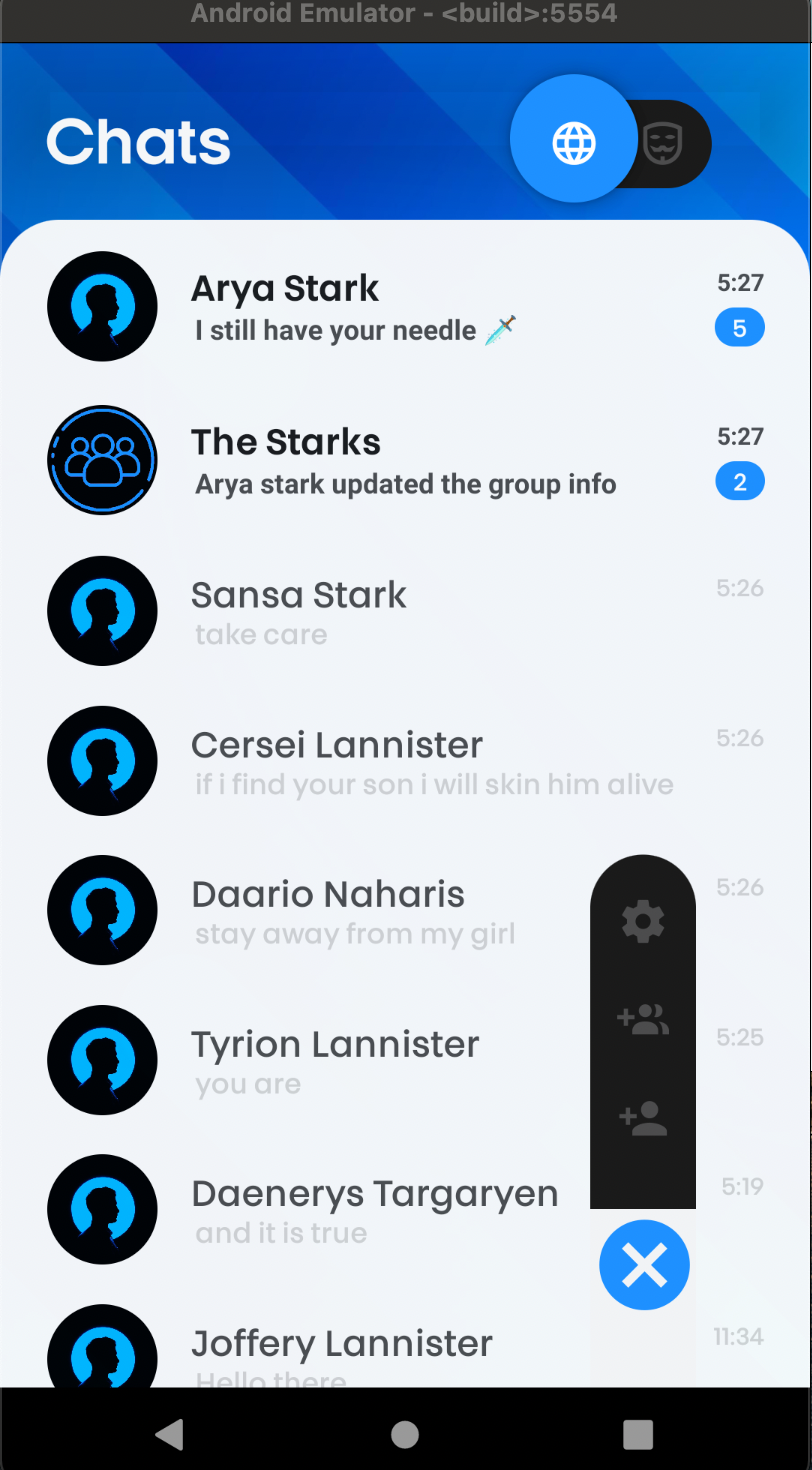 Android Emulator - <build>:5554
Chats
Arya Stark
5:27
I still have your needle 🗡️
5
The Starks
5:27
Arya stark updated the group info
2
Sansa Stark
5:26
take care
Cersei Lannister
5:26
if i find your son i will skin him alive
Daario Naharis
5:26
stay away from my girl
Tyrion Lannister
5:25
you are
Daenerys Targaryen
5:19
and it is true
Joffery Lannister
11:34
Hello there